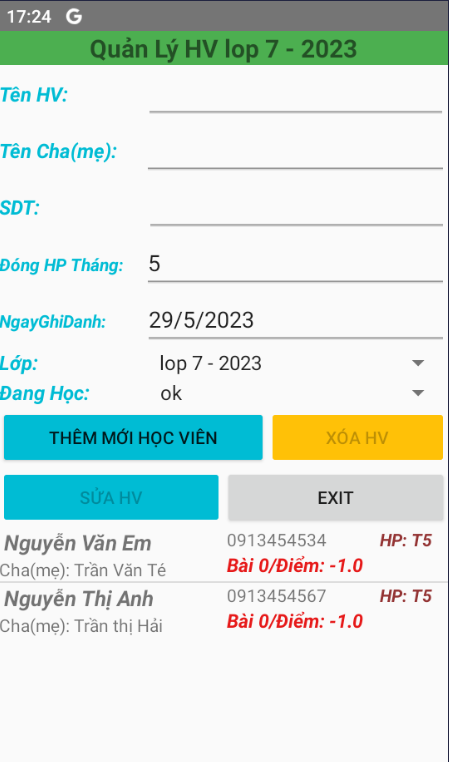 17:24 G
Quản Lý HV lop 7 - 2023
Tên HV:
Tên Cha(mẹ):
SDT:
Đóng HP Tháng: 5
NgayGhiDanh: 29/5/2023
Lớp: lop 7 - 2023
Đang Học: ok
THÊM MỚI HỌC VIÊN XÓA HV
SỬA HV EXIT
Nguyễn Văn Em 0913454534 HP: T5
Cha(mẹ): Trần Văn Té Bài 0/Điểm: -1.0
Nguyễn Thị Anh 0913454567 HP: T5
Cha(mẹ): Trần thị Hải Bài 0/Điểm: -1.0